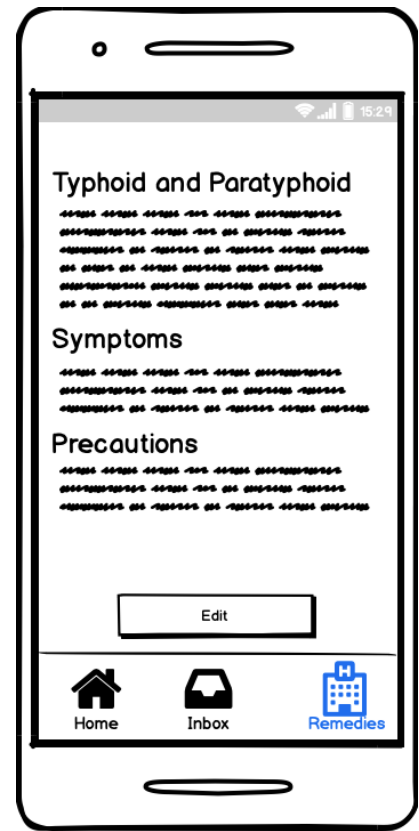 15:29
Typhoid and Paratyphoid
Symptoms
Precautions
Edit
Home
Inbox
H
Remedies